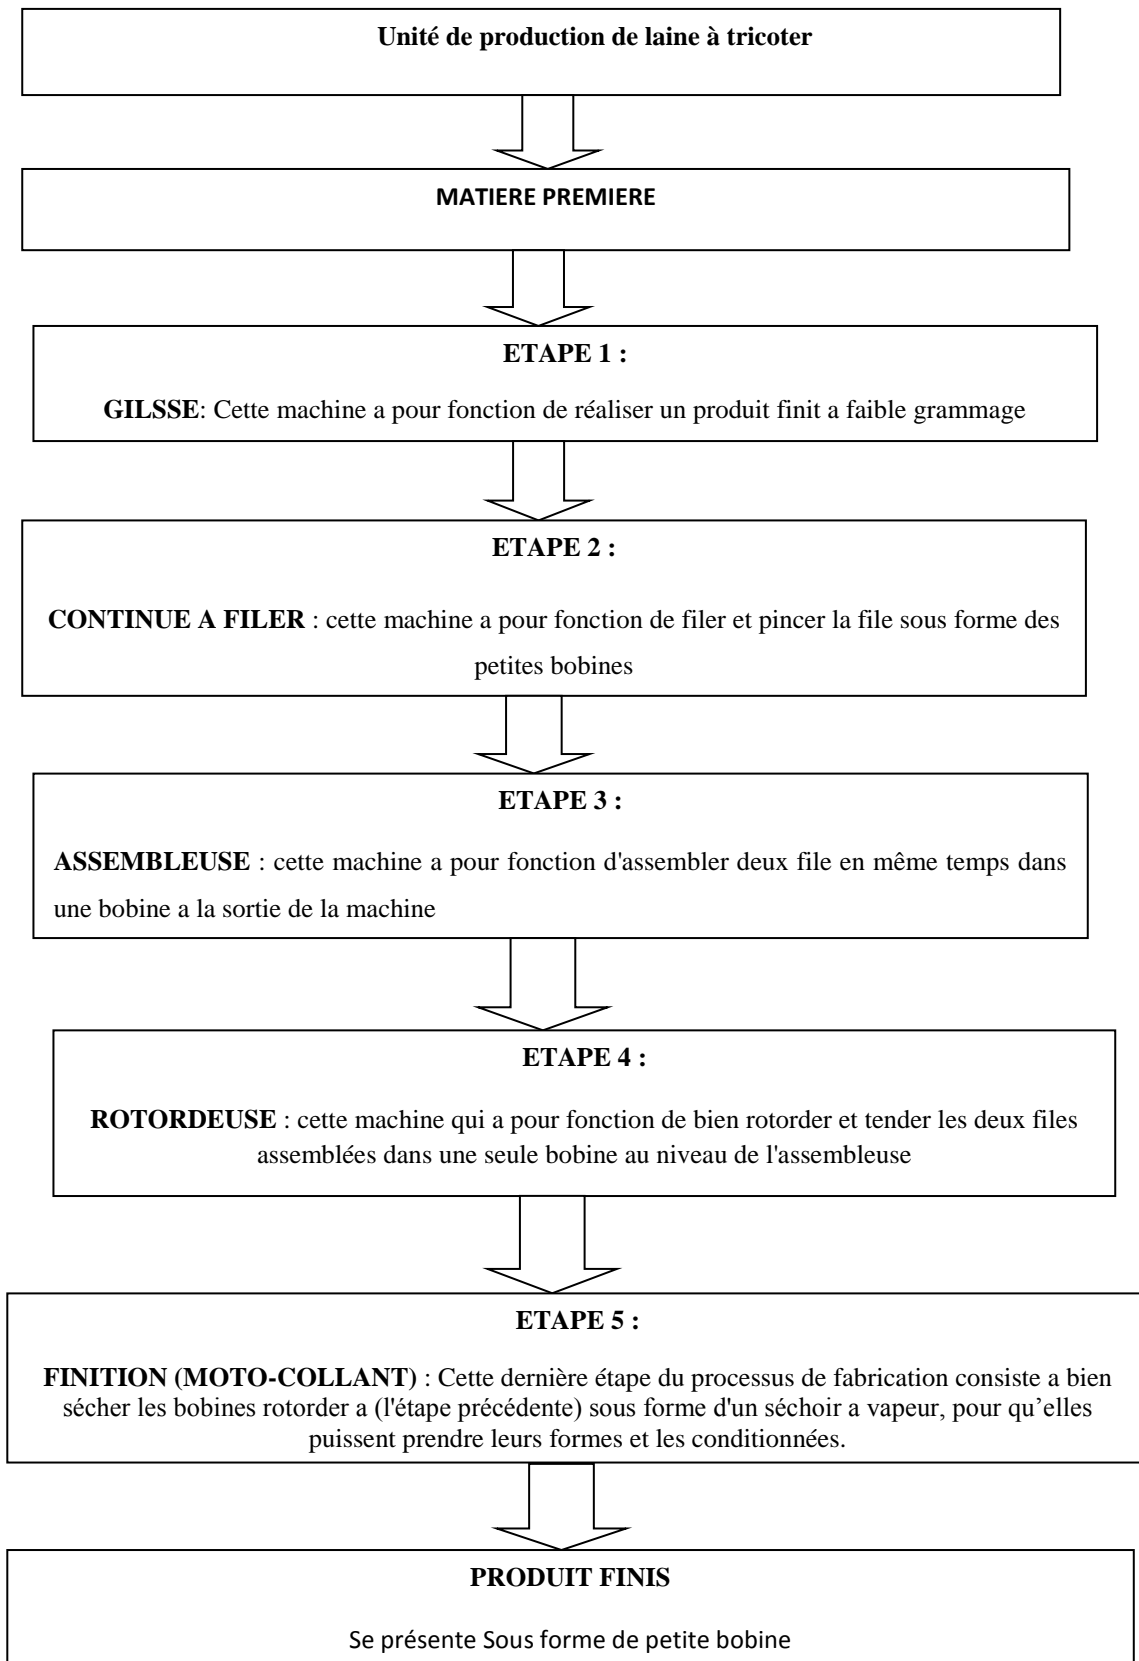 Unité de production de laine à tricoter
MATIERE PREMIERE
ETAPE 1 :
GILSSE: Cette machine a pour fonction de réaliser un produit finit a faible grammage
ETAPE 2 :
CONTINUE A FILER : cette machine a pour fonction de filer et pincer la file sous forme des
petites bobines
ETAPE 3 :
ASSEMBLEUSE : cette machine a pour fonction d'assembler deux file en même temps dans
une bobine a la sortie de la machine
ETAPE 4 :
ROTORDEUSE : cette machine qui a pour fonction de bien rotorder et tender les deux files
assemblées dans une seule bobine au niveau de l'assembleuse
ETAPE 5 :
FINITION (MOTO-COLLANT) : Cette dernière étape du processus de fabrication consiste a bien
sécher les bobines rotorder a (l'étape précédente) sous forme d'un séchoir a vapeur, pour qu’elles
puissent prendre leurs formes et les conditionnées.
PRODUIT FINIS
Se présente Sous forme de petite bobine